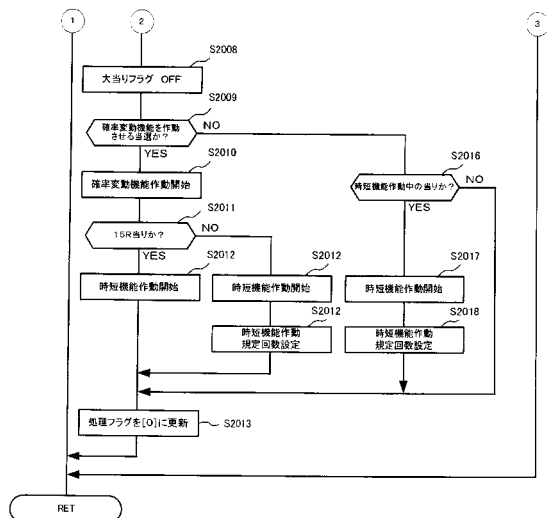 1
2
3
S2008
大当りフラグ OFF
S2009
確率変動機能を作動
させる当選か?
NO
YES
S2010
確率変動機能作動開始
S2016
時短機能作動中の当りか?
NO
YES
S2011
15R当りか?
NO
YES
S2012
時短機能作動開始
S2012
時短機能作動開始
S2017
時短機能作動開始
S2012
時短機能作動
規定回数設定
S2018
時短機能作動
規定回数設定
処理フラグを[0]に更新
S2013
RET